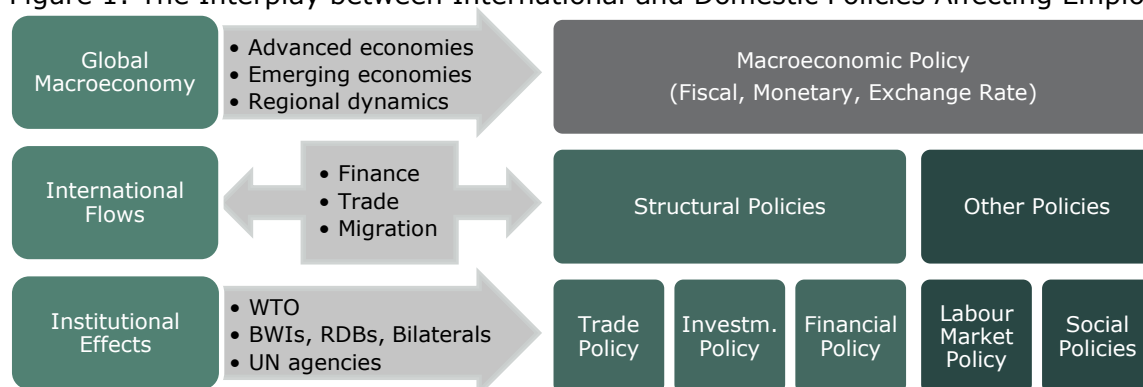 Figure 1: The Interplay between International and Domestic Policies Affecting
Global
Macroeconomy
• Advanced economies
• Emerging economies
• Regional dynamics
Macroeconomic Policy
(Fiscal, Monetary, Exchange Rate)
International
Flows
• Finance
• Trade
• Migration
Structural Policies
Other Policies
Institutional
Effects
• WTO
• BWIs, RDBs, Bilaterals
• UN agencies
Trade
Policy
Investm.
Policy
Financial
Policy
Labour
Market
Policy
Social
Policies